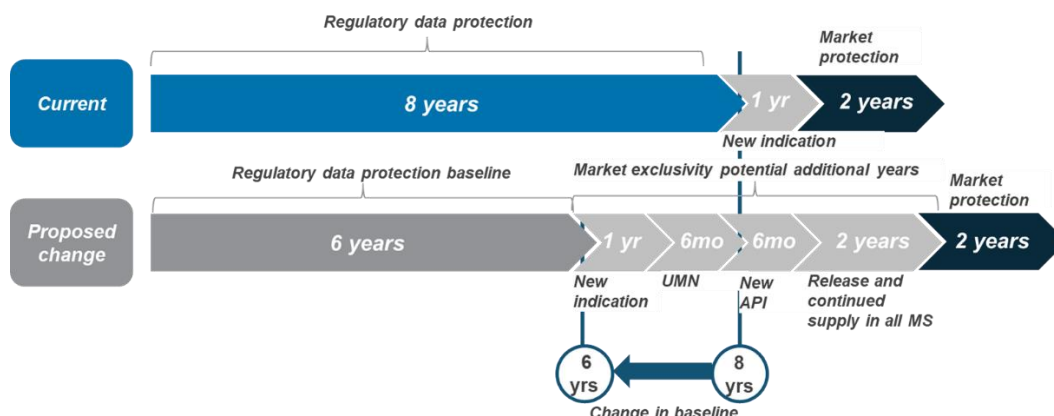 Regulatory data protection
Market
protection
Current
8 years
1 yr
2 years
New indication
Regulatory data protection baseline
Market exclusivity potential additional years
Market
protection
Proposed
change
6 years
1 yr
6mo
6mo
2 years
2 years
New
indication
UMN
New
API
Release and
continued
supply in all MS
6
yrs
8
yrs
Change in baseline